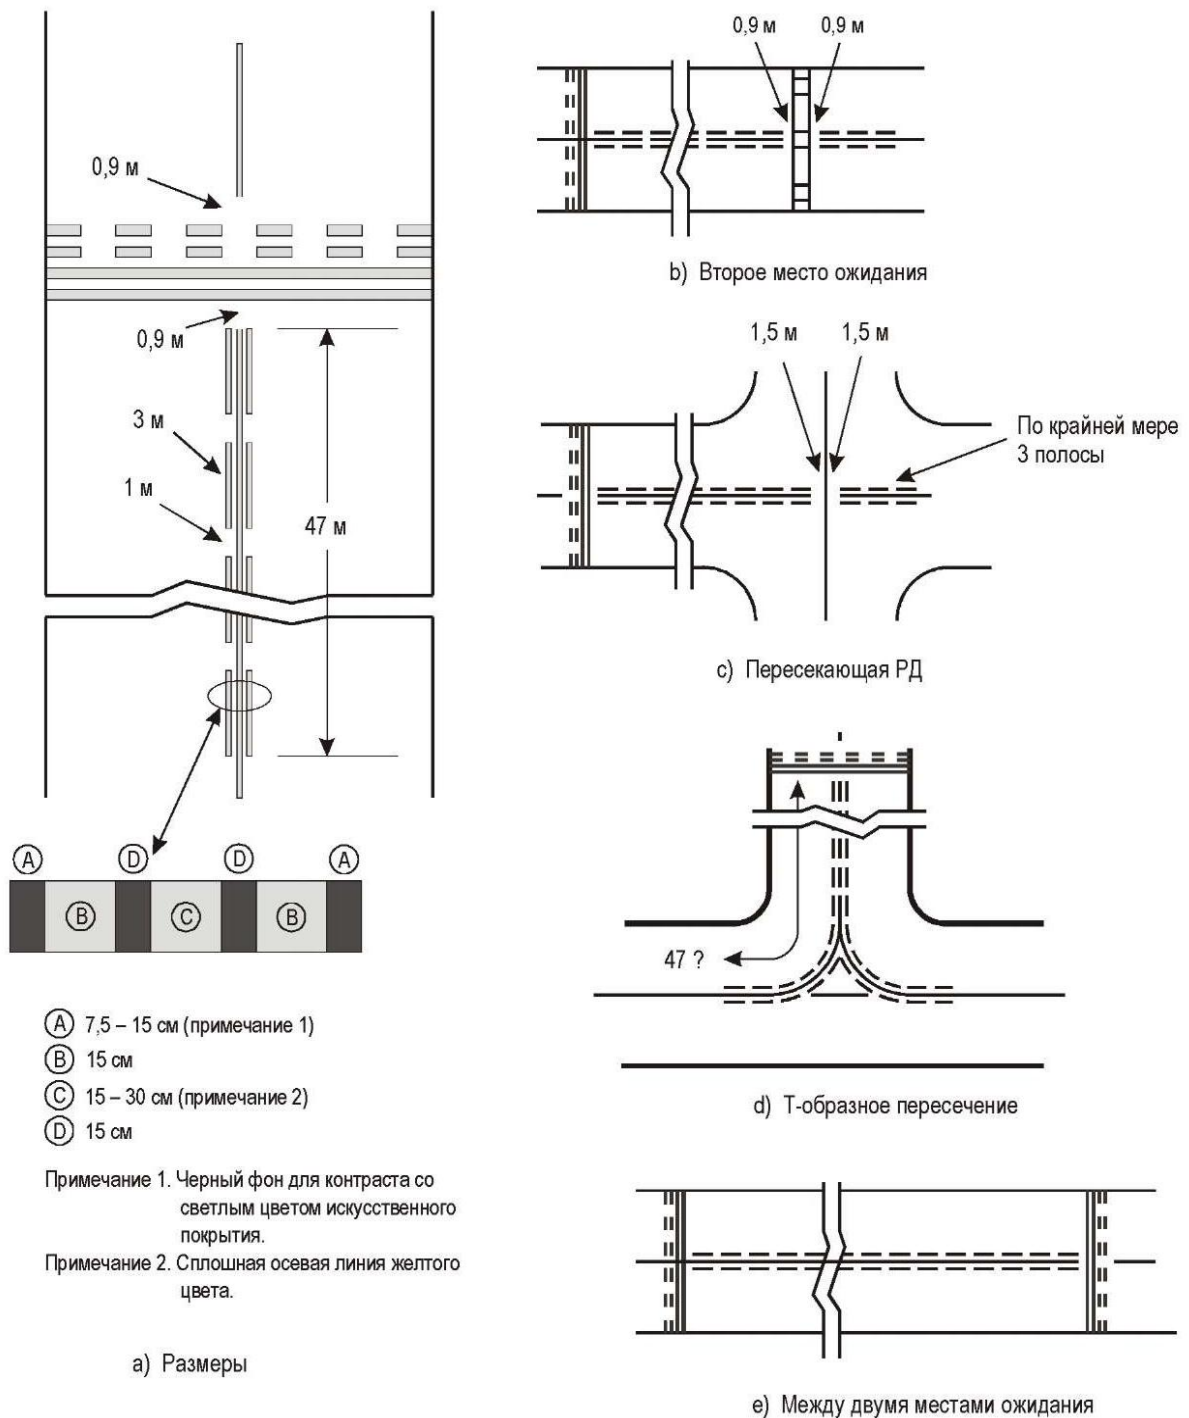 0,9 м
0,9 м
3 м
1 м
47 м
A D D A
B C B
A 7,5 – 15 см (примечание 1)
B 15 см
C 15 – 30 см (примечание 2)
D 15 см
Примечание 1. Черный фон для контраста со
светлым цветом искусственного
покрытия.
Примечание 2. Сплошная осевая линия желтого
цвета.
a) Размеры
0,9 м 0,9 м
b) Второе место ожидания
1,5 м 1,5 м
По крайней мере
3 полосы
c) Пересекающая РД
47 ?
d) Т-образное пересечение
e) Между двумя местами ожидания